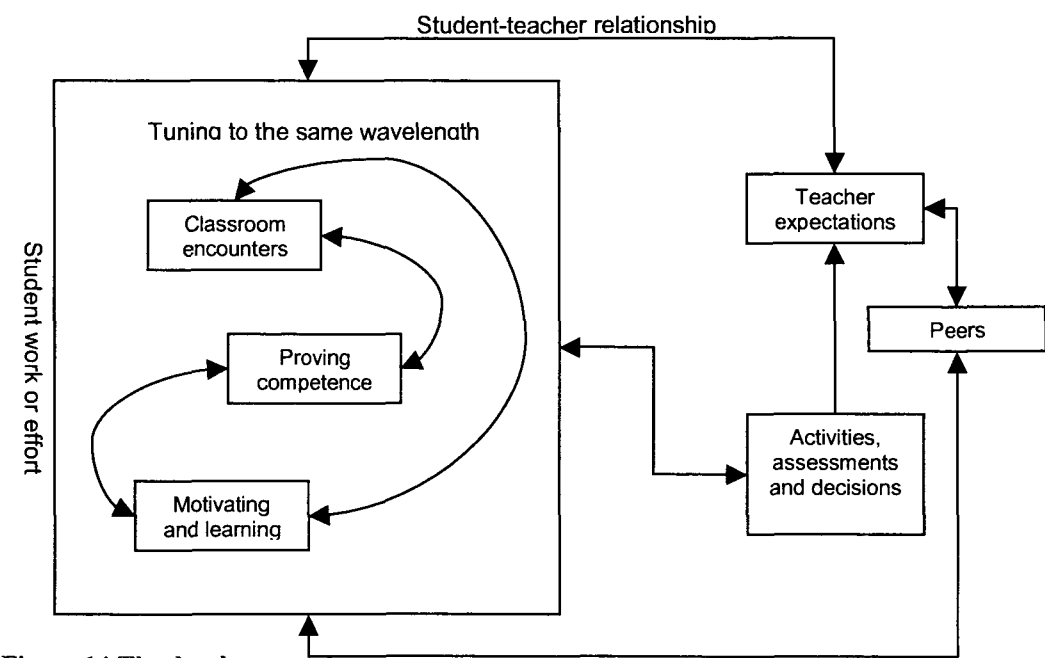 Student-teacher relationship
Tuning to the same wavelength
Classroom
encounters
Proving
competence
Motivating
and learning
Student work or effort
Teacher
expectations
Peers
Activities,
assessments
and decisions